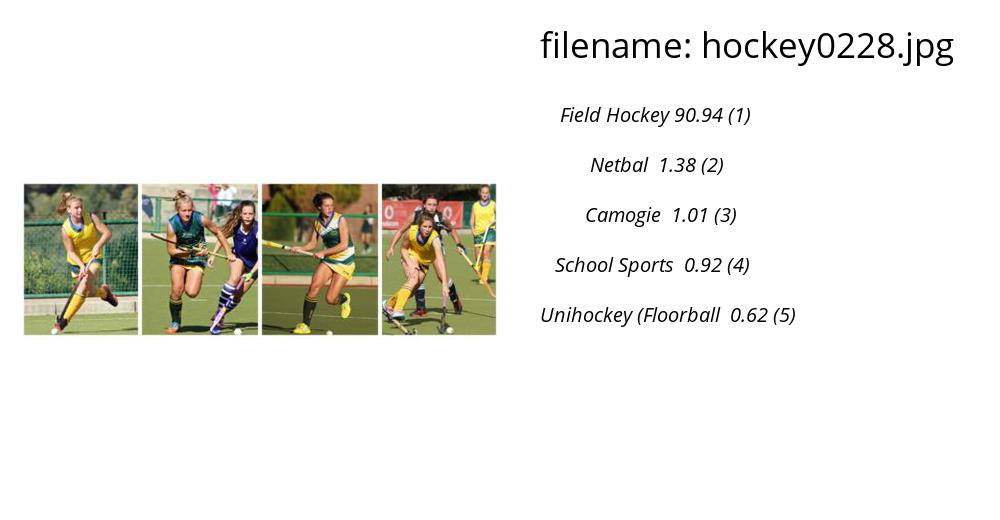 filename: hockey0228.jpg
Field Hockey 90.94 (1)
Netbal 1.38 (2)
Camogie 1.01 (3)
School Sports 0.92 (4)
Unihockey (Floorball 0.62 (5)